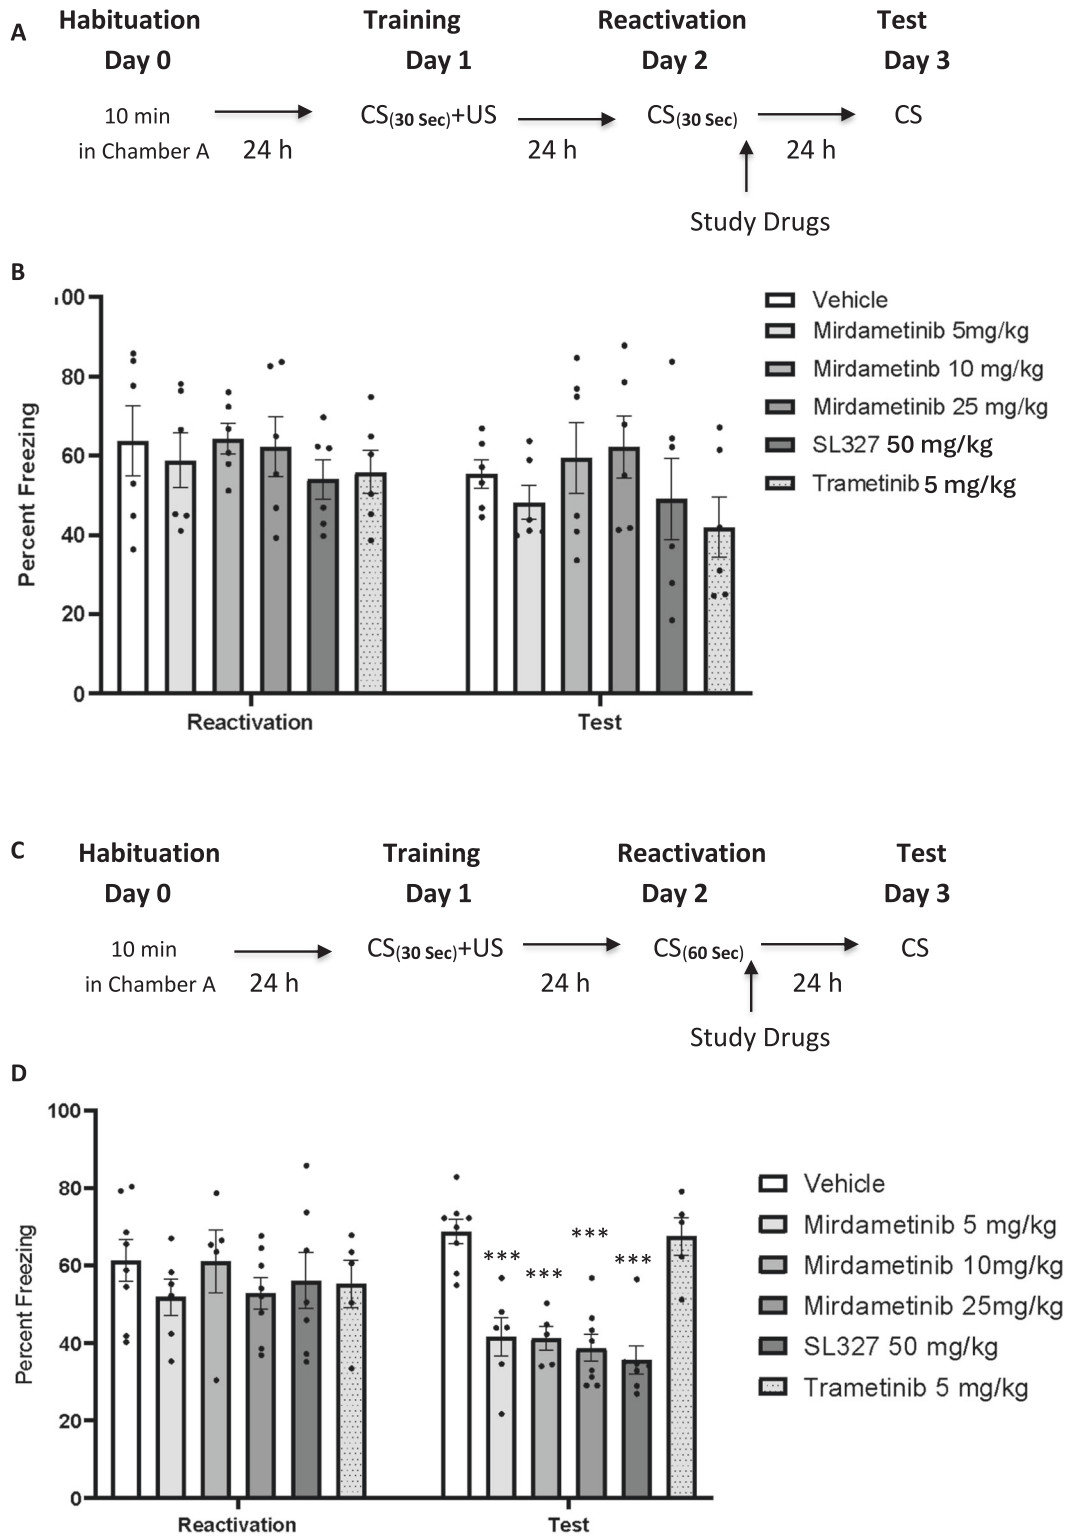 A
Habituation Training Reactivation Test
Day 0 Day 1 Day 2 Day 3
10 min CS(30 Sec)+US CS(30 Sec) CS
in Chamber A 24 h 24 h 24 h
Study Drugs
B
00
80
60
40
20
0
Percent Freezing
Reactivation Test
Vehicle
Mirdametinib 5mg/kg
Mirdametinb 10 mg/kg
Mirdametinib 25 mg/kg
SL327 50 mg/kg
Trametinib 5 mg/kg
C
Habituation Training Reactivation Test
Day 0 Day 1 Day 2 Day 3
10 min CS(30 Sec)+US CS(60 Sec) CS
in Chamber A 24 h 24 h 24 h
Study Drugs
D
100
80
60
40
20
0
Percent Freezing
*** *** *** ***
Reactivation Test
Vehicle
Mirdametinib 5 mg/kg
Mirdametinib 10mg/kg
Mirdametinib 25mg/kg
SL327 50 mg/kg
Trametinib 5 mg/kg